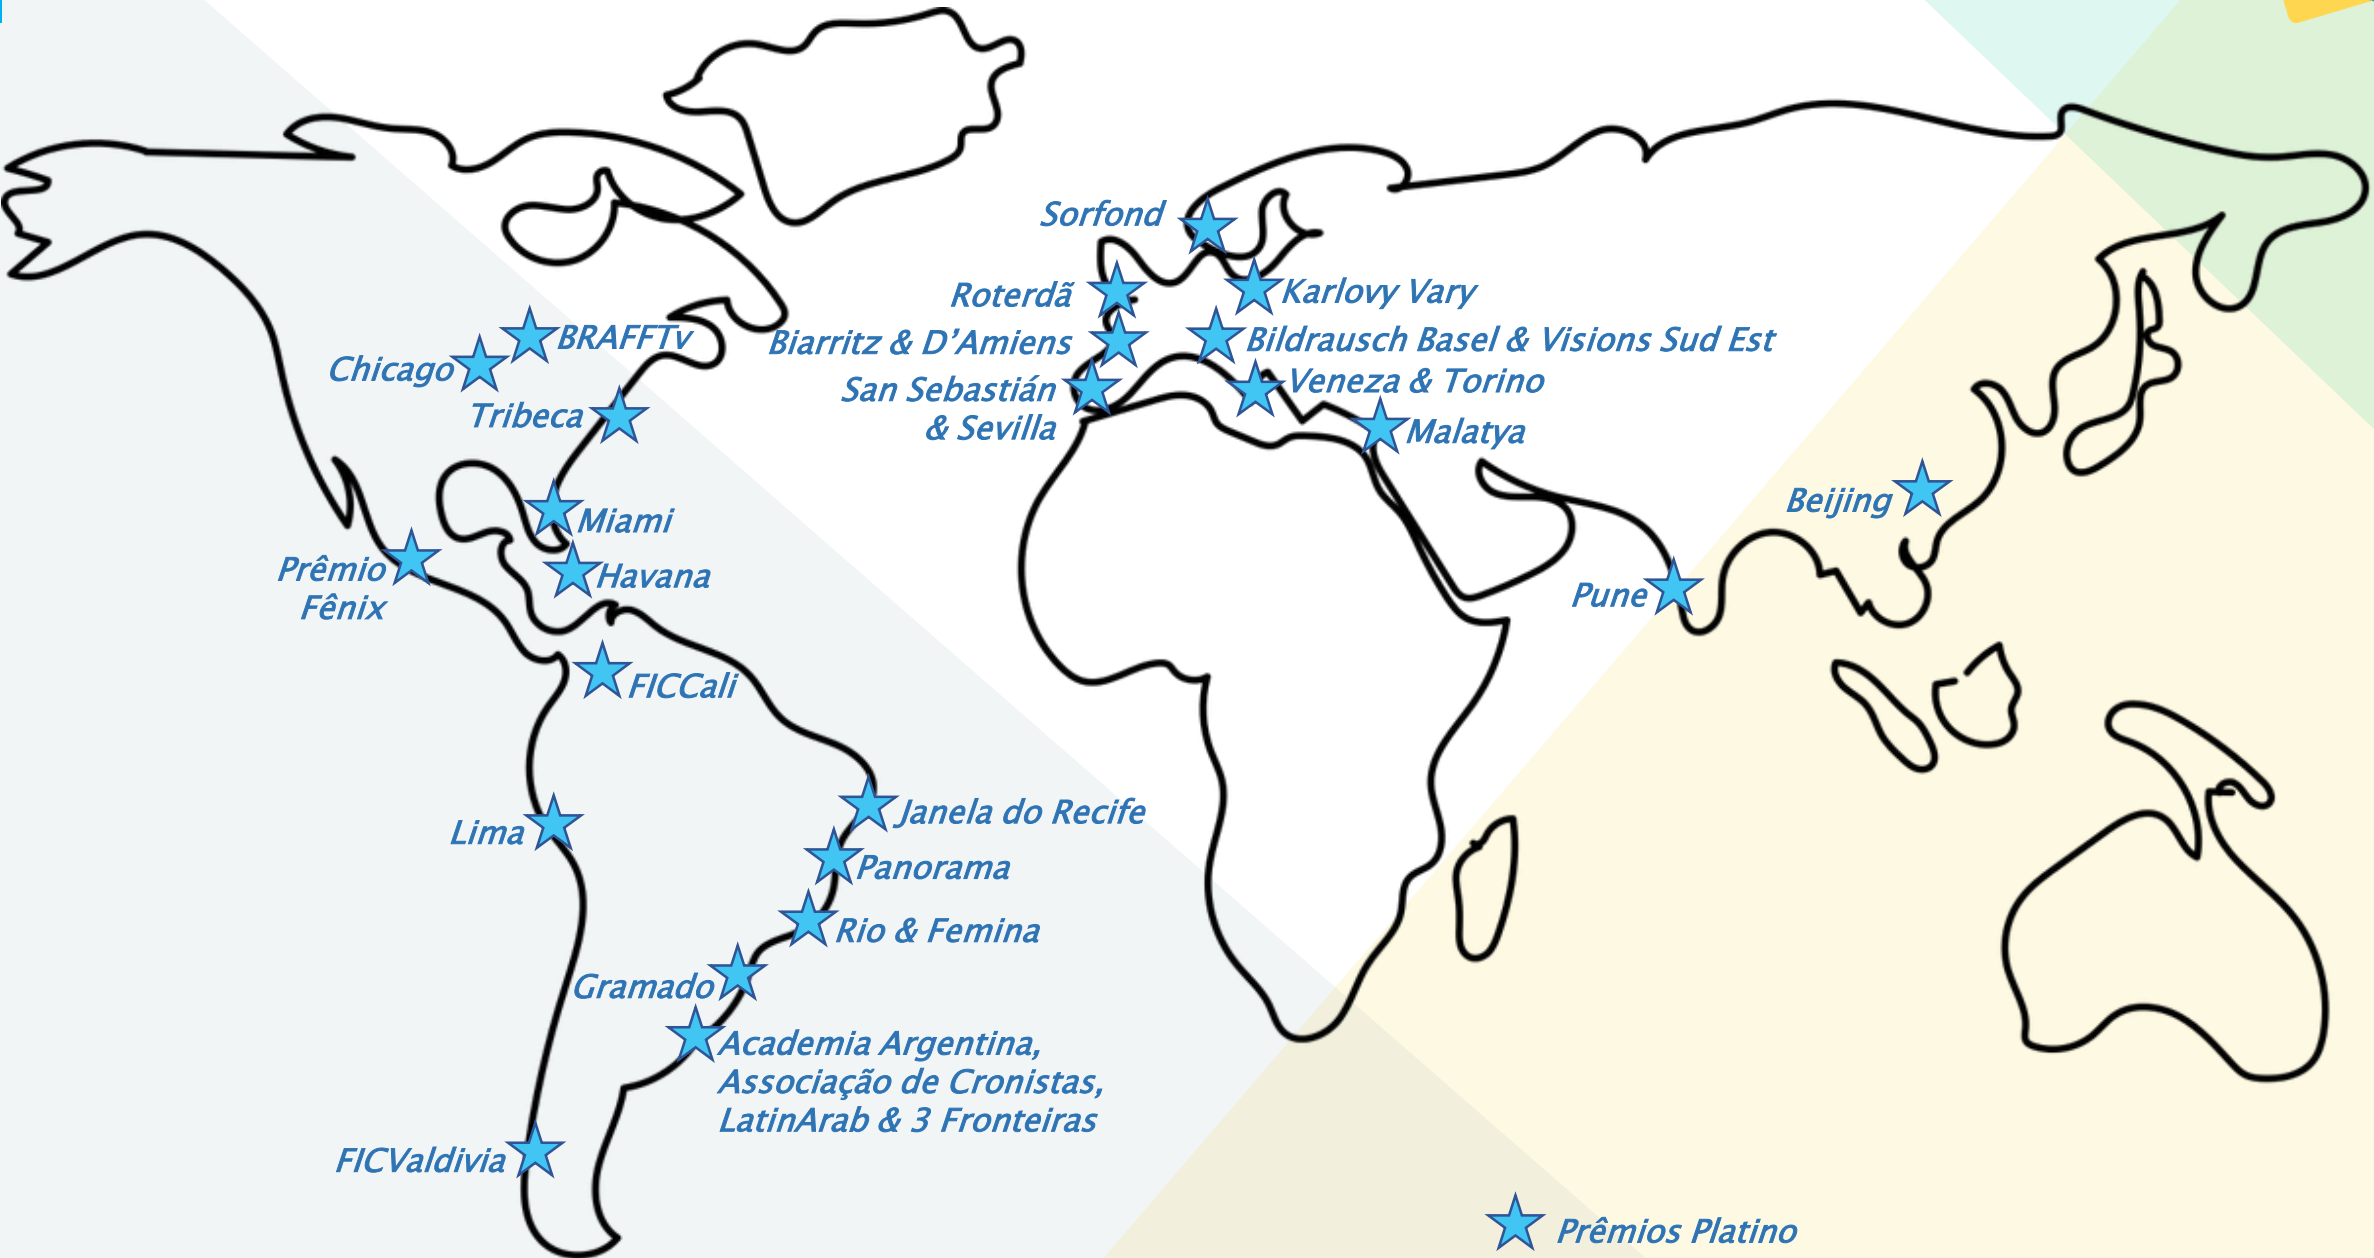 Sorfond
Roterdã
Karlovy Vary
BRAFFTv
Biarritz & D’Amiens
Bildrausch Basel & Visions Sud Est
Chicago
San Sebastián
& Sevilla
Veneza & Torino
Tribeca
Malatya
Miami
Beijing
Prêmio
Fênix
Havana
Pune
FICCali
Lima
Janela do Recife
Panorama
Rio & Femina
Gramado
Academia Argentina,
Associação de Cronistas,
LatinArab & 3 Fronteiras
FICValdivia
Prêmios Platino